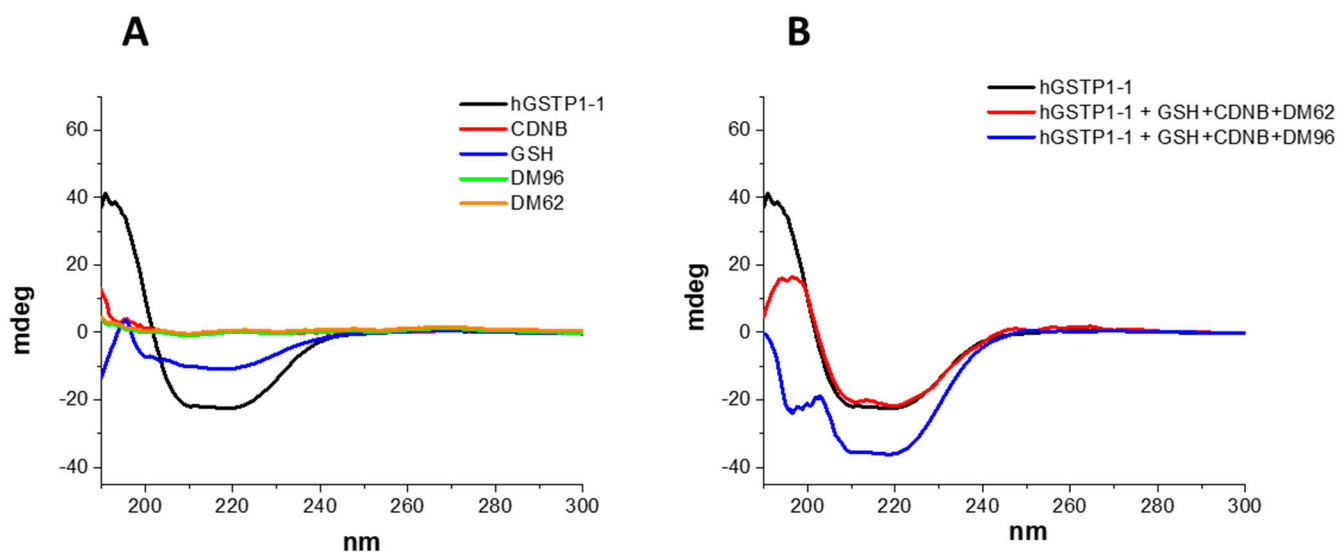 A
hGSTP1-1
CDNB
GSH
DM96
DM62
60
40
20
0
-20
-40
mdeg
200
220
240
260
280
300
nm
B
hGSTP1-1
hGSTP1-1 + GSH+CDNB+DM62
hGSTP1-1 + GSH+CDNB+DM96
60
40
20
0
-20
-40
mdeg
200
220
240
260
280
300
nm